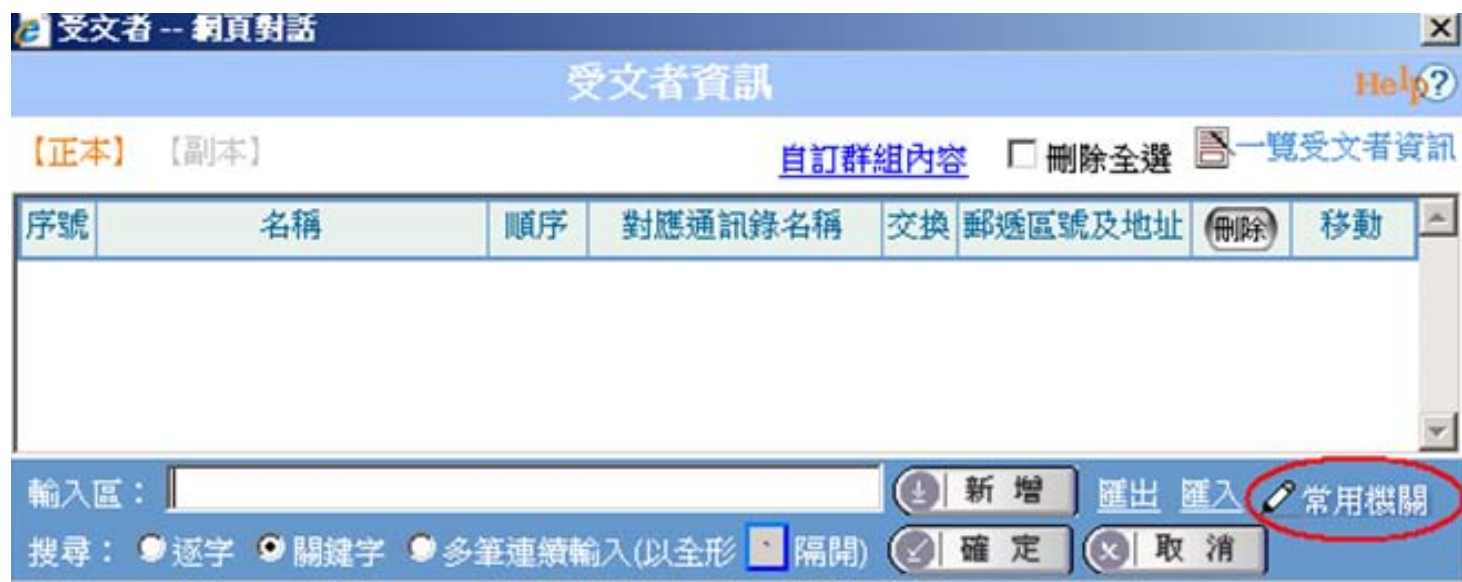 受文者 -- 網頁對話
受文者資訊 Help?
【正本】 【副本】 自訂群組內容 刪除全選 一覽受文者資訊
序號 名稱 順序 對應通訊錄名稱 交換 郵遞區號及地址 刪除 移動
輸入區： 新增 匯出 匯入 常用機關
搜尋： 逐字 關鍵字 多筆連續輸入(以全形 、 隔開) 確定 取消